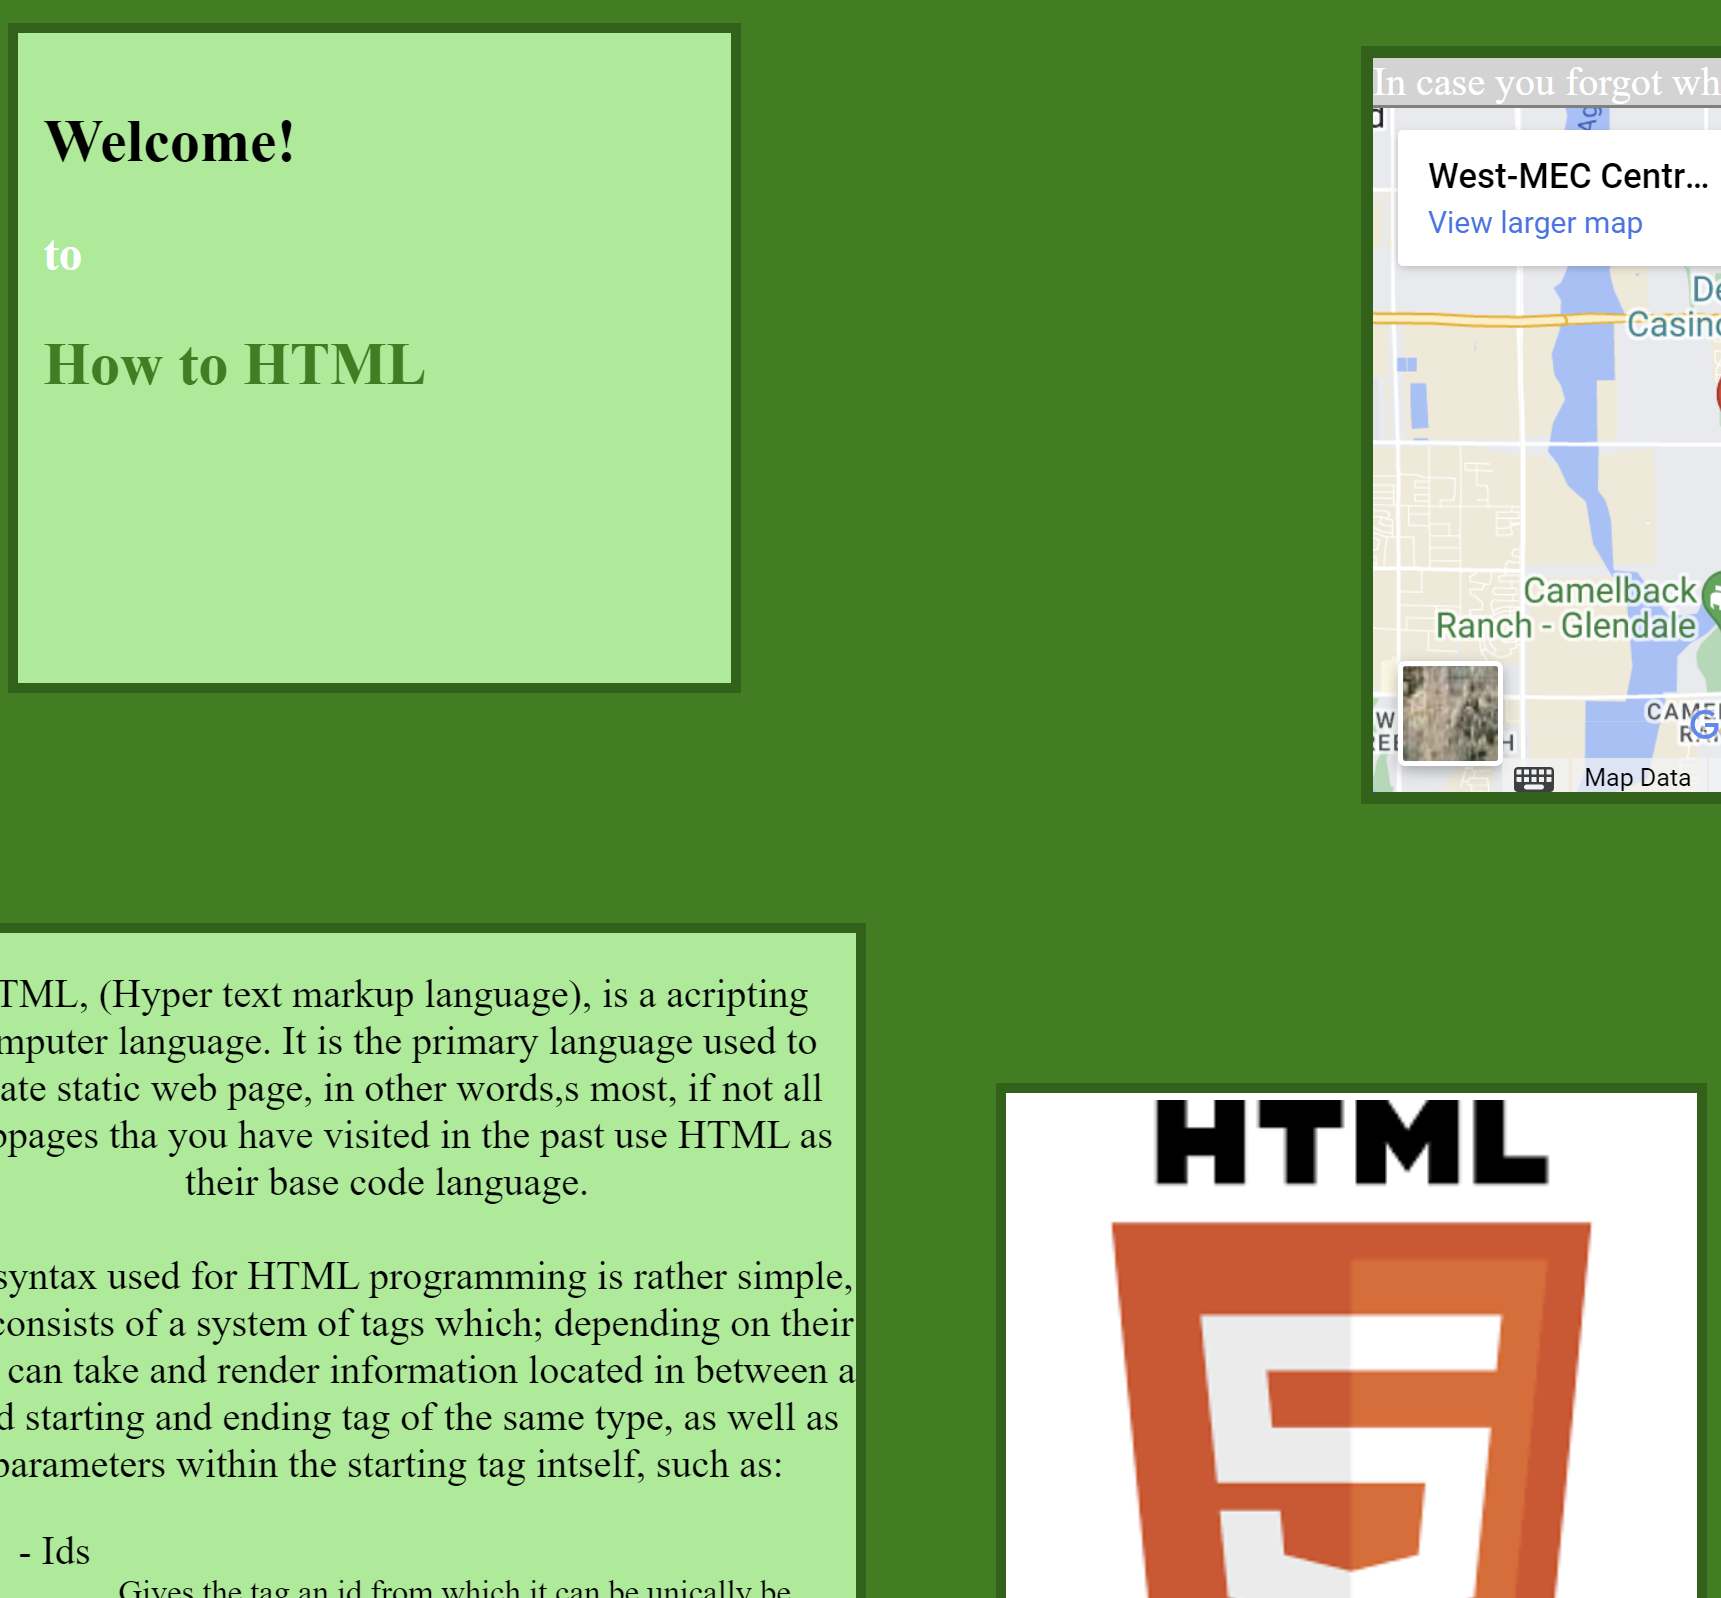 Welcome!
to
How to HTML
In case you forgot wh
d
Ag
West-MEC Centr...
View larger map
De
Casino
Camelback
Ranch - Glendale
W
H
CAME
RAN
G
Map Data
TML, (Hyper text markup language), is a acripting
mputer language. It is the primary language used to
ate static web page, in other words,s most, if not all
pages tha you have visited in the past use HTML as
their base code language.
syntax used for HTML programming is rather simple,
consists of a system of tags which; depending on their
can take and render information located in between a
d starting and ending tag of the same type, as well as
parameters within the starting tag intself, such as:
- Ids
Gives the tag an id from which it can be unically be
HTML
5